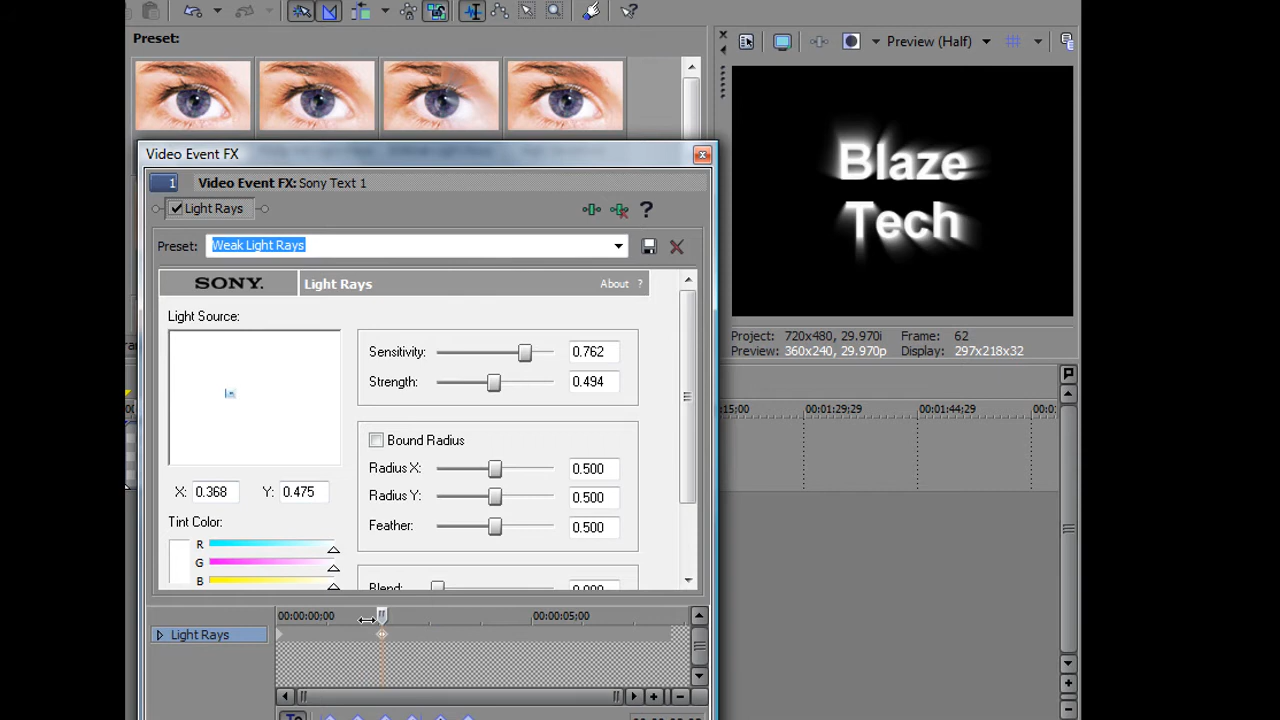 Preset:
Preview (Half)
Video Event FX
1
Video Event FX: Sony Text 1
Light Rays
Preset: Weak Light Rays
SONY. Light Rays About ?
Light Source:
Sensitivity: 0.762
Strength: 0.494
Bound Radius
Radius X: 0.500
Radius Y: 0.500
Feather: 0.500
X: 0.368 Y: 0.475
Tint Color:
R
G
B
Blend: 0.000
00:00:00;00 00:00:05;00
Light Rays
Blaze
Tech
Project: 720x480, 29.970i Frame: 62
Preview: 360x240, 29.970p Display: 297x218x32
00:01:29;29 00:01:44;29